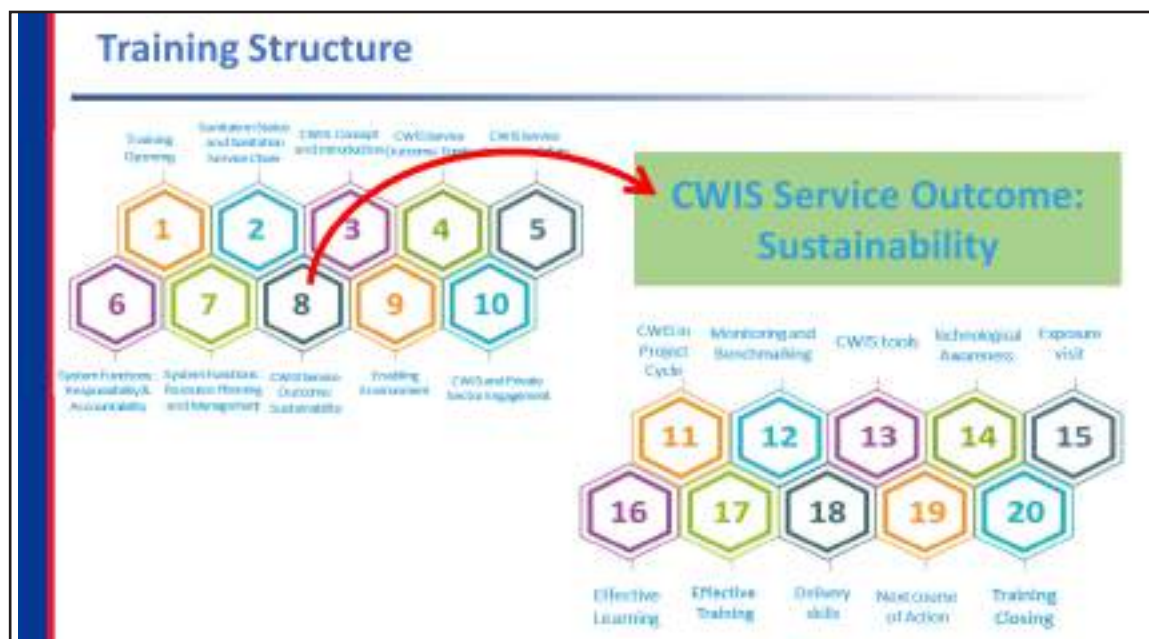 Training Structure
Training
Opening
Sanitation Status
and Sanitation
Service Chain
CWIS Concept
and Introduction
CWIS Service
Outcome:
CWIS Service
1
2
3
4
5
6
7
8
9
10
System Functions:
Responsibility &
Accountability
System Functions:
Resource Planning
and Management
CWIS Service
Outcome:
Sustainability
Enabling
Environment
CWIS and Private
Sector Engagement
CWIS Service Outcome:
Sustainability
CWIS in
Project
Cycle
Monitoring and
Benchmarking
CWIS tools
Technological
Awareness
Exposure
visit
11
12
13
14
15
16
17
18
19
20
Effective
Learning
Effective
Training
Delivery
skills
Next course
of Action
Training
Closing